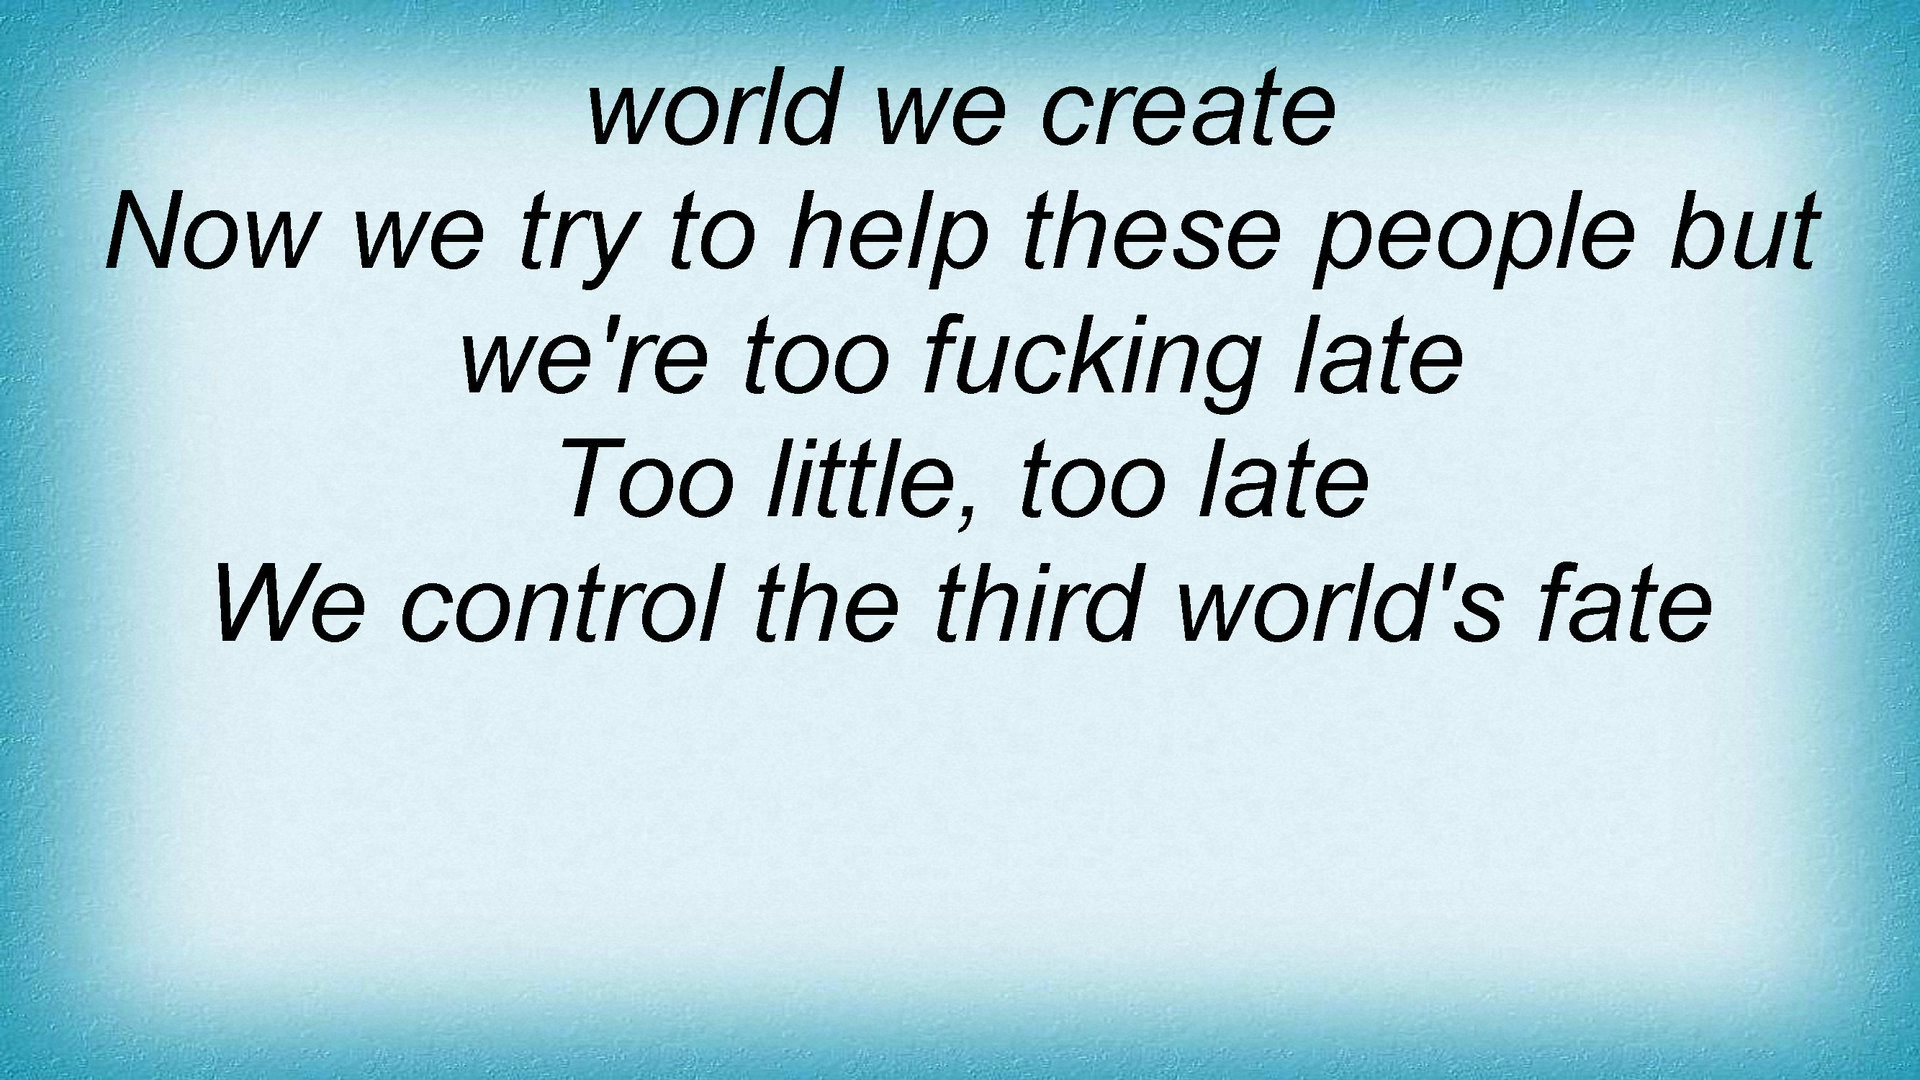 world we create
Now we try to help these people but
we're too fucking late
Too little, too late
We control the third world's fate